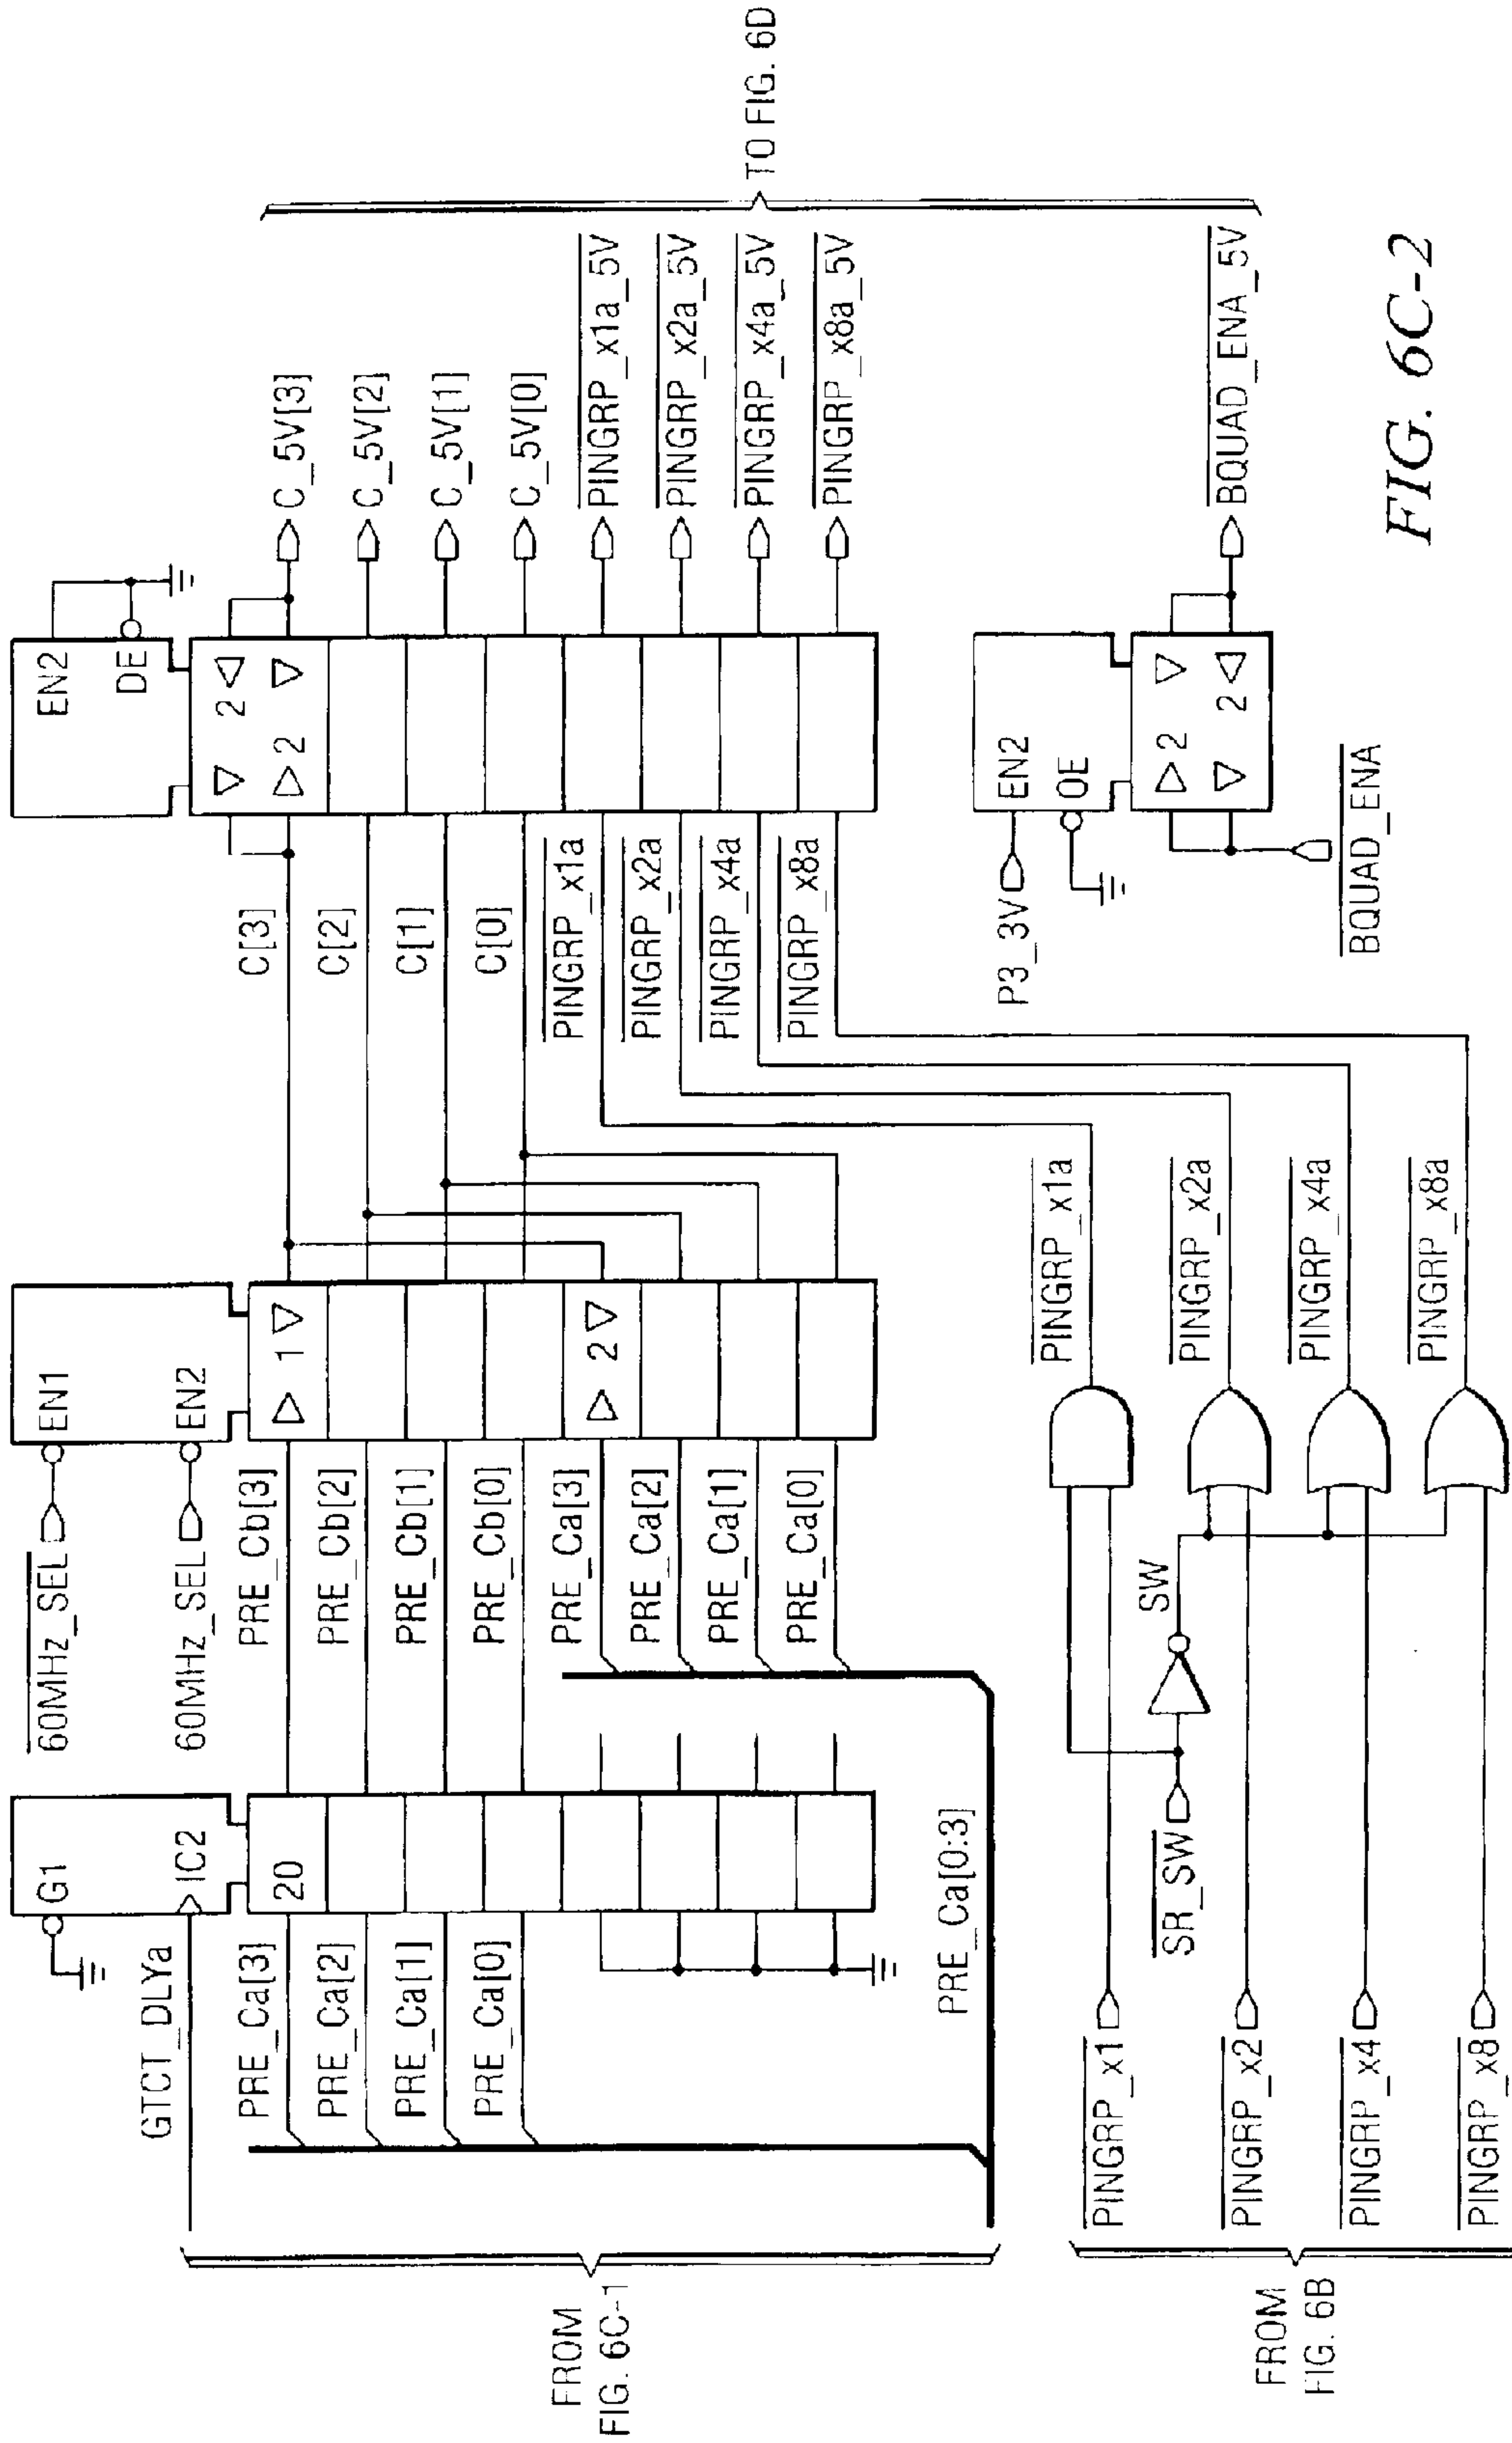 FROM
FIG. 6C-1
GTCT_DLYa
G1
IC2
20
PRE_Ca[3]
PRE_Ca[2]
PRE_Ca[1]
PRE_Ca[0]
PRE_Ca[0:3]
60MHz_SEL
60MHz_SEL
EN1
EN2
PRE_Cb[3]
PRE_Cb[2]
PRE_Cb[1]
PRE_Cb[0]
PRE_Ca[3]
PRE_Ca[2]
PRE_Ca[1]
PRE_Ca[0]
1
2
C[3]
C[2]
C[1]
C[0]
PINGRP_x1a
PINGRP_x2a
PINGRP_x4a
PINGRP_x8a
EN2
DE
2
2
C_5V[3]
C_5V[2]
C_5V[1]
C_5V[0]
PINGRP_x1a_5V
PINGRP_x2a_5V
PINGRP_x4a_5V
PINGRP_x8a_5V
TO FIG. 6D
FROM
FIG. 6B
PINGRP_x1
PINGRP_x2
PINGRP_x4
PINGRP_x8
SR_SW
SW
PINGRP_x1a
PINGRP_x2a
PINGRP_x4a
PINGRP_x8a
P3_3V
EN2
OE
2
2
BQUAD_ENA
BQUAD_ENA_5V
FIG. 6C-2